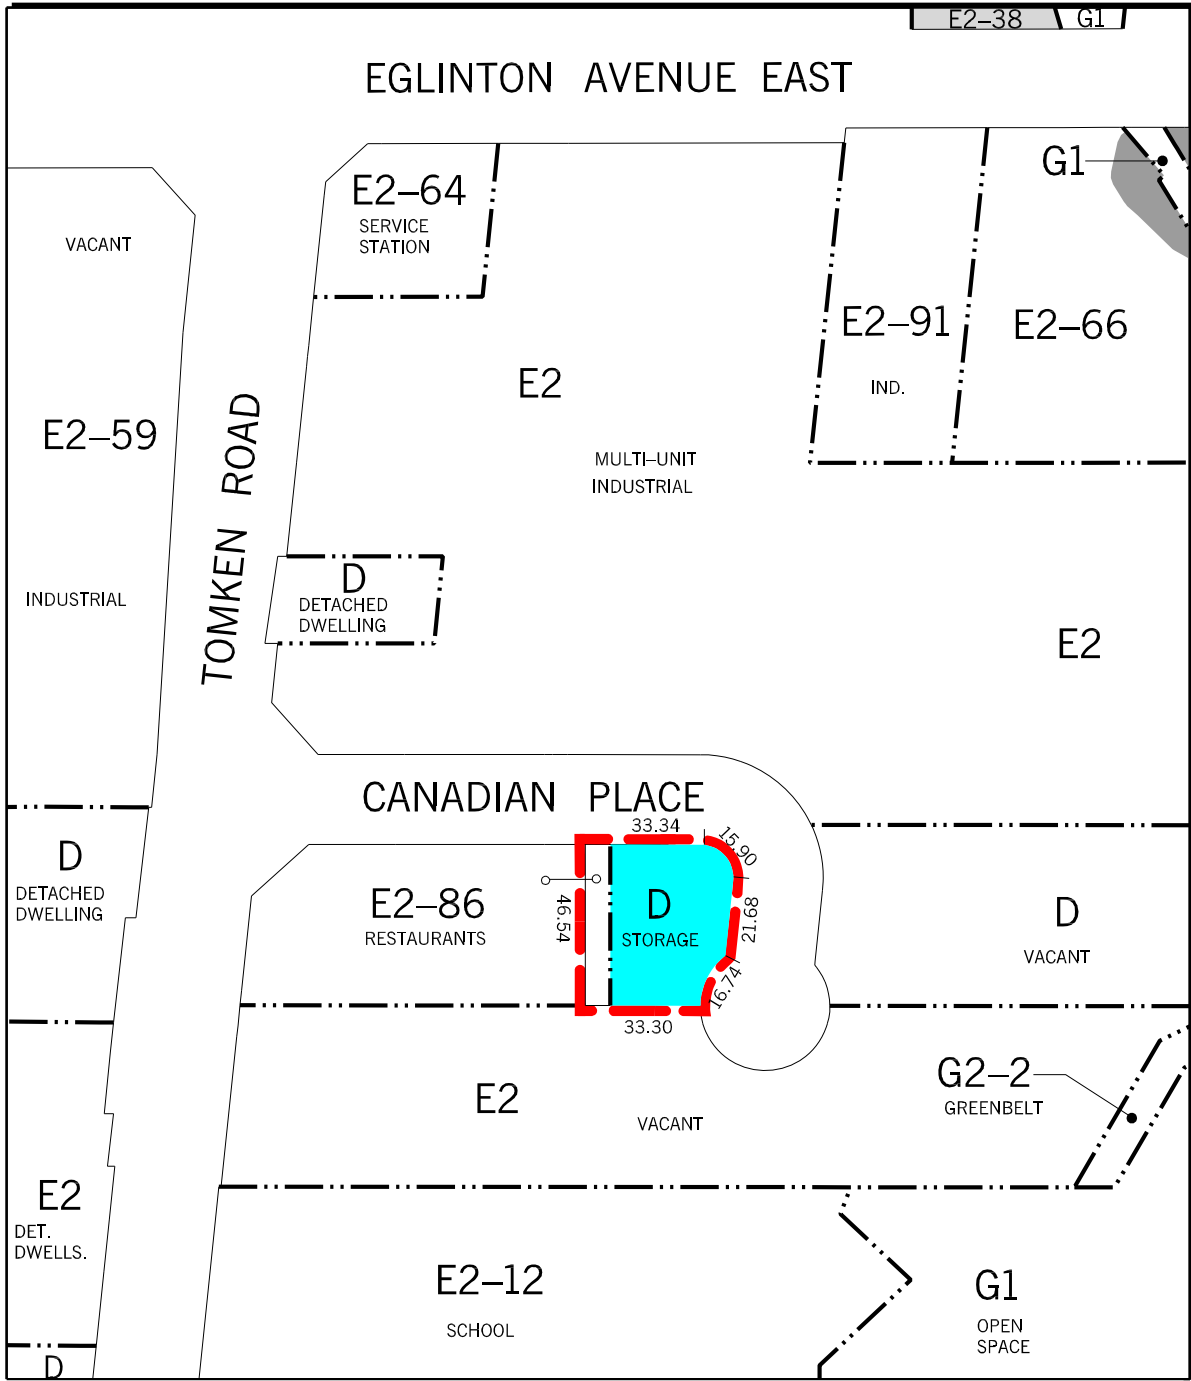 E2–38
G1
EGLINTON AVENUE EAST
G1
E2–64
SERVICE
STATION
VACANT
E2–91
IND.
E2–66
E2
E2–59
MULTI–UNIT
INDUSTRIAL
TOMKEN ROAD
INDUSTRIAL
D
DETACHED
DWELLING
E2
CANADIAN PLACE
33.34
15.90
D
DETACHED
DWELLING
E2–86
RESTAURANTS
46.54
D
STORAGE
21.68
16.74
33.30
D
VACANT
E2
VACANT
G2–2
GREENBELT
E2
DET.
DWELLS.
E2–12
SCHOOL
G1
OPEN
SPACE
D